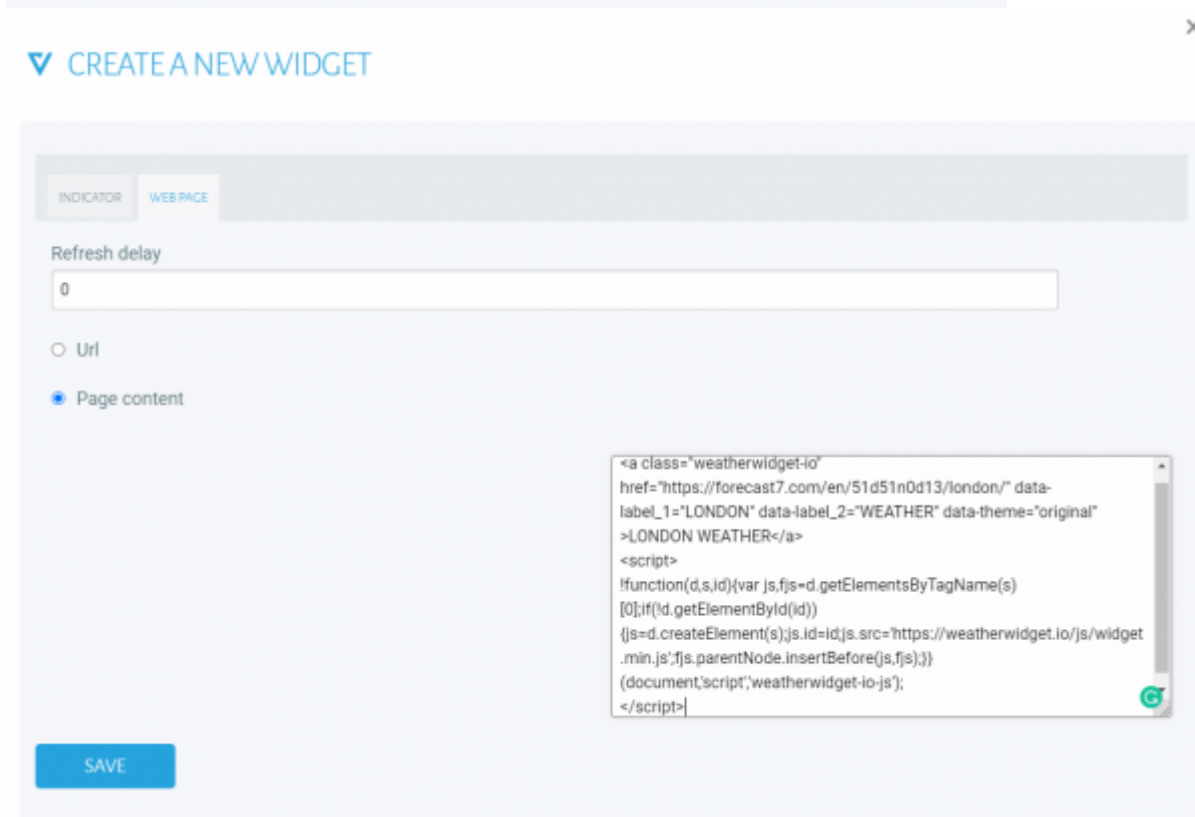 CREATE A NEW WIDGET
INDICATOR
WEB PAGE
Refresh delay
0
Url
Page content
<a class="weatherwidget-io"
href="https://forecast7.com/en/51d51n0d13/london/" data-
label_1="LONDON" data-label_2="WEATHER" data-theme="original"
>LONDON WEATHER</a>
<script>
!function(d,s,id){var js,fjs=d.getElementsByTagName(s)
[0];if(!d.getElementById(id))
{js=d.createElement(s);js.id=id;js.src='https://weatherwidget.io/js/widget
.min.js';fjs.parentNode.insertBefore(js,fjs);}}
(document,'script','weatherwidget-io-js');
</script>
SAVE